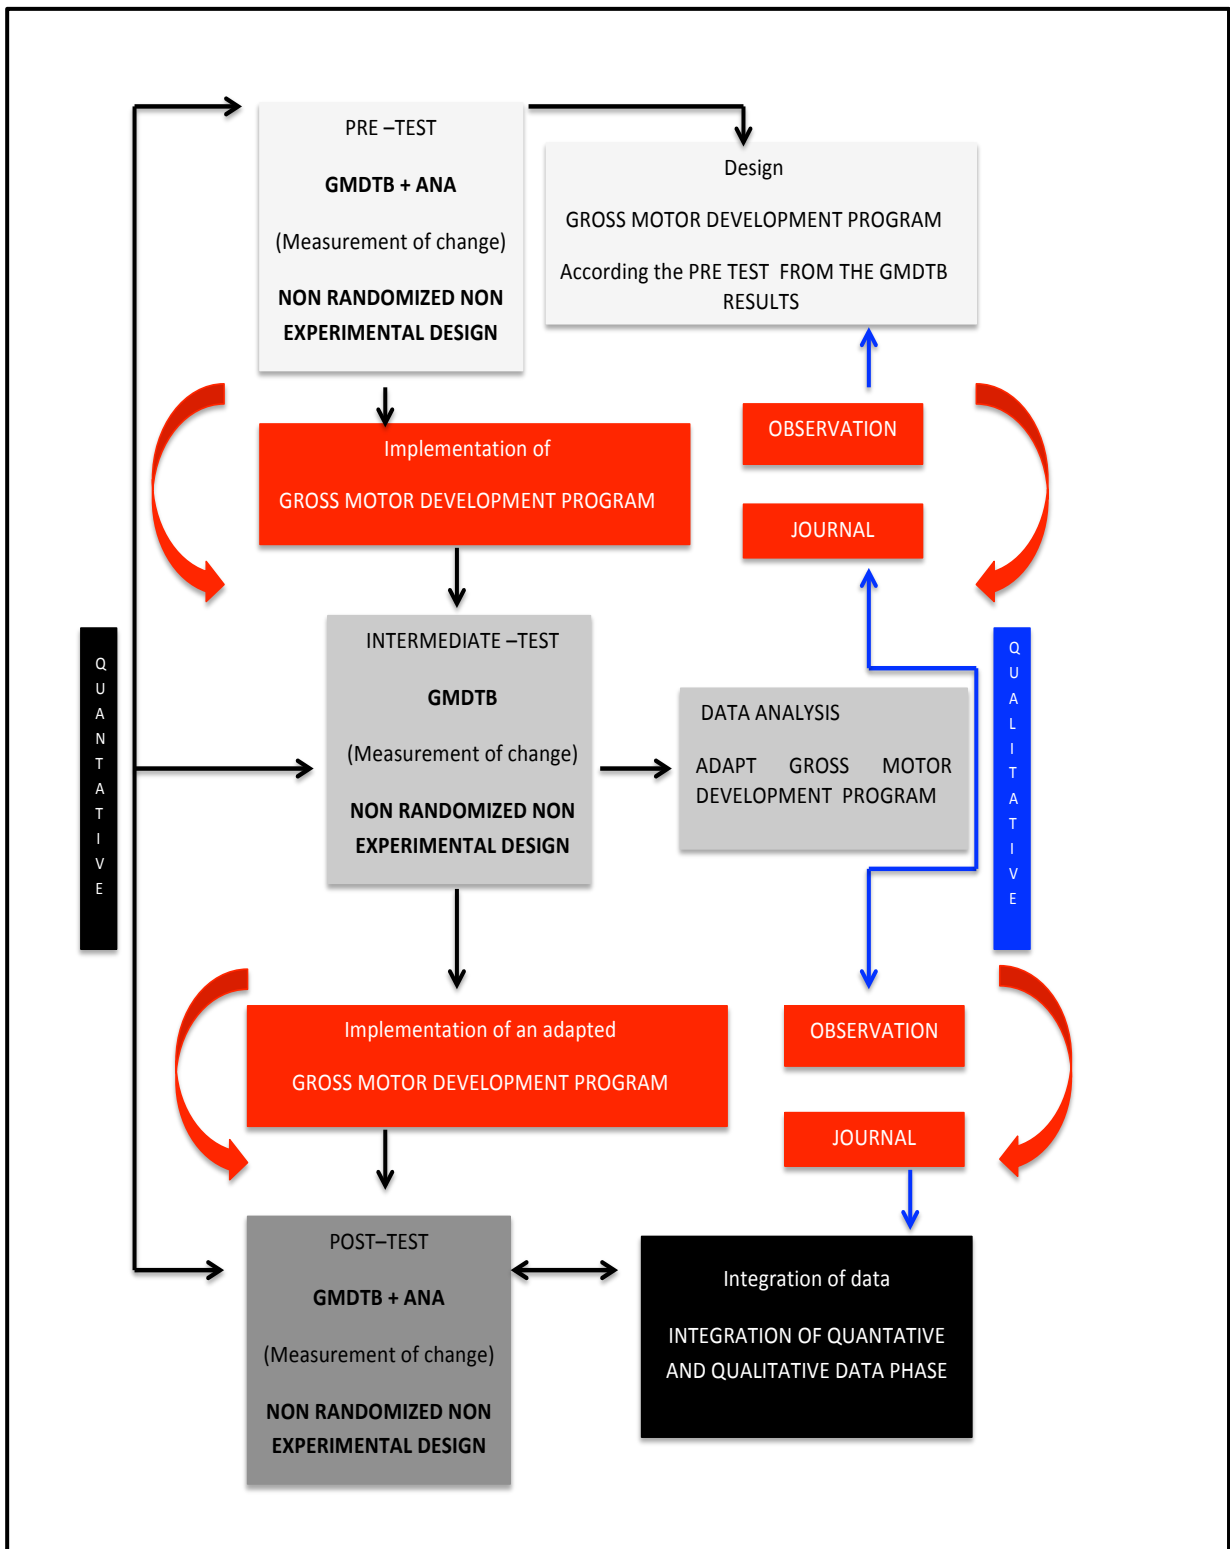 PRE –TEST
GMDTB + ANA
(Measurement of change)
NON RANDOMIZED NON
EXPERIMENTAL DESIGN
Design
GROSS MOTOR DEVELOPMENT PROGRAM
According the PRE TEST FROM THE GMDTB
RESULTS
OBSERVATION
JOURNAL
Implementation of
GROSS MOTOR DEVELOPMENT PROGRAM
QUANTATIVE
INTERMEDIATE –TEST
GMDTB
(Measurement of change)
NON RANDOMIZED NON
EXPERIMENTAL DESIGN
DATA ANALYSIS
ADAPT GROSS MOTOR
DEVELOPMENT PROGRAM
QUALITATIVE
Implementation of an adapted
GROSS MOTOR DEVELOPMENT PROGRAM
OBSERVATION
JOURNAL
POST–TEST
GMDTB + ANA
(Measurement of change)
NON RANDOMIZED NON
EXPERIMENTAL DESIGN
Integration of data
INTEGRATION OF QUANTATIVE
AND QUALITATIVE DATA PHASE